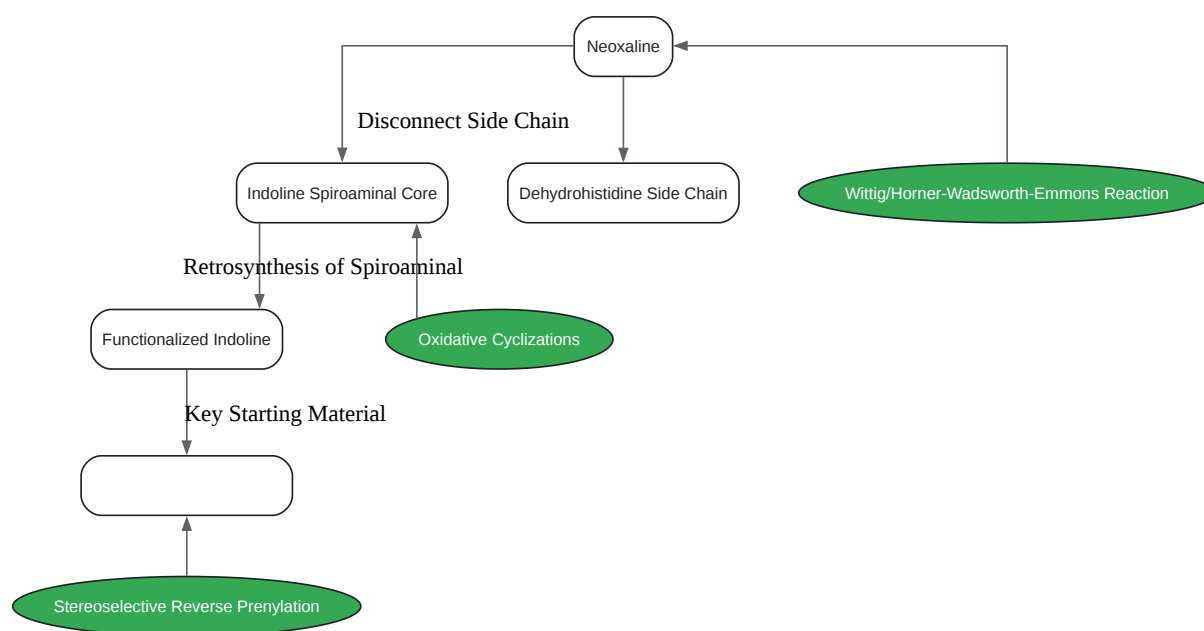 Neoxaline
Disconnect Side Chain
Indoline Spiroaminal Core
Dehydrohistidine Side Chain
Wittig/Horner-Wadsworth-Emmons Reaction
Retrosynthesis of Spiroaminal
Functionalized Indoline
Oxidative Cyclizations
Key Starting Material
Stereoselective Reverse Prenylation